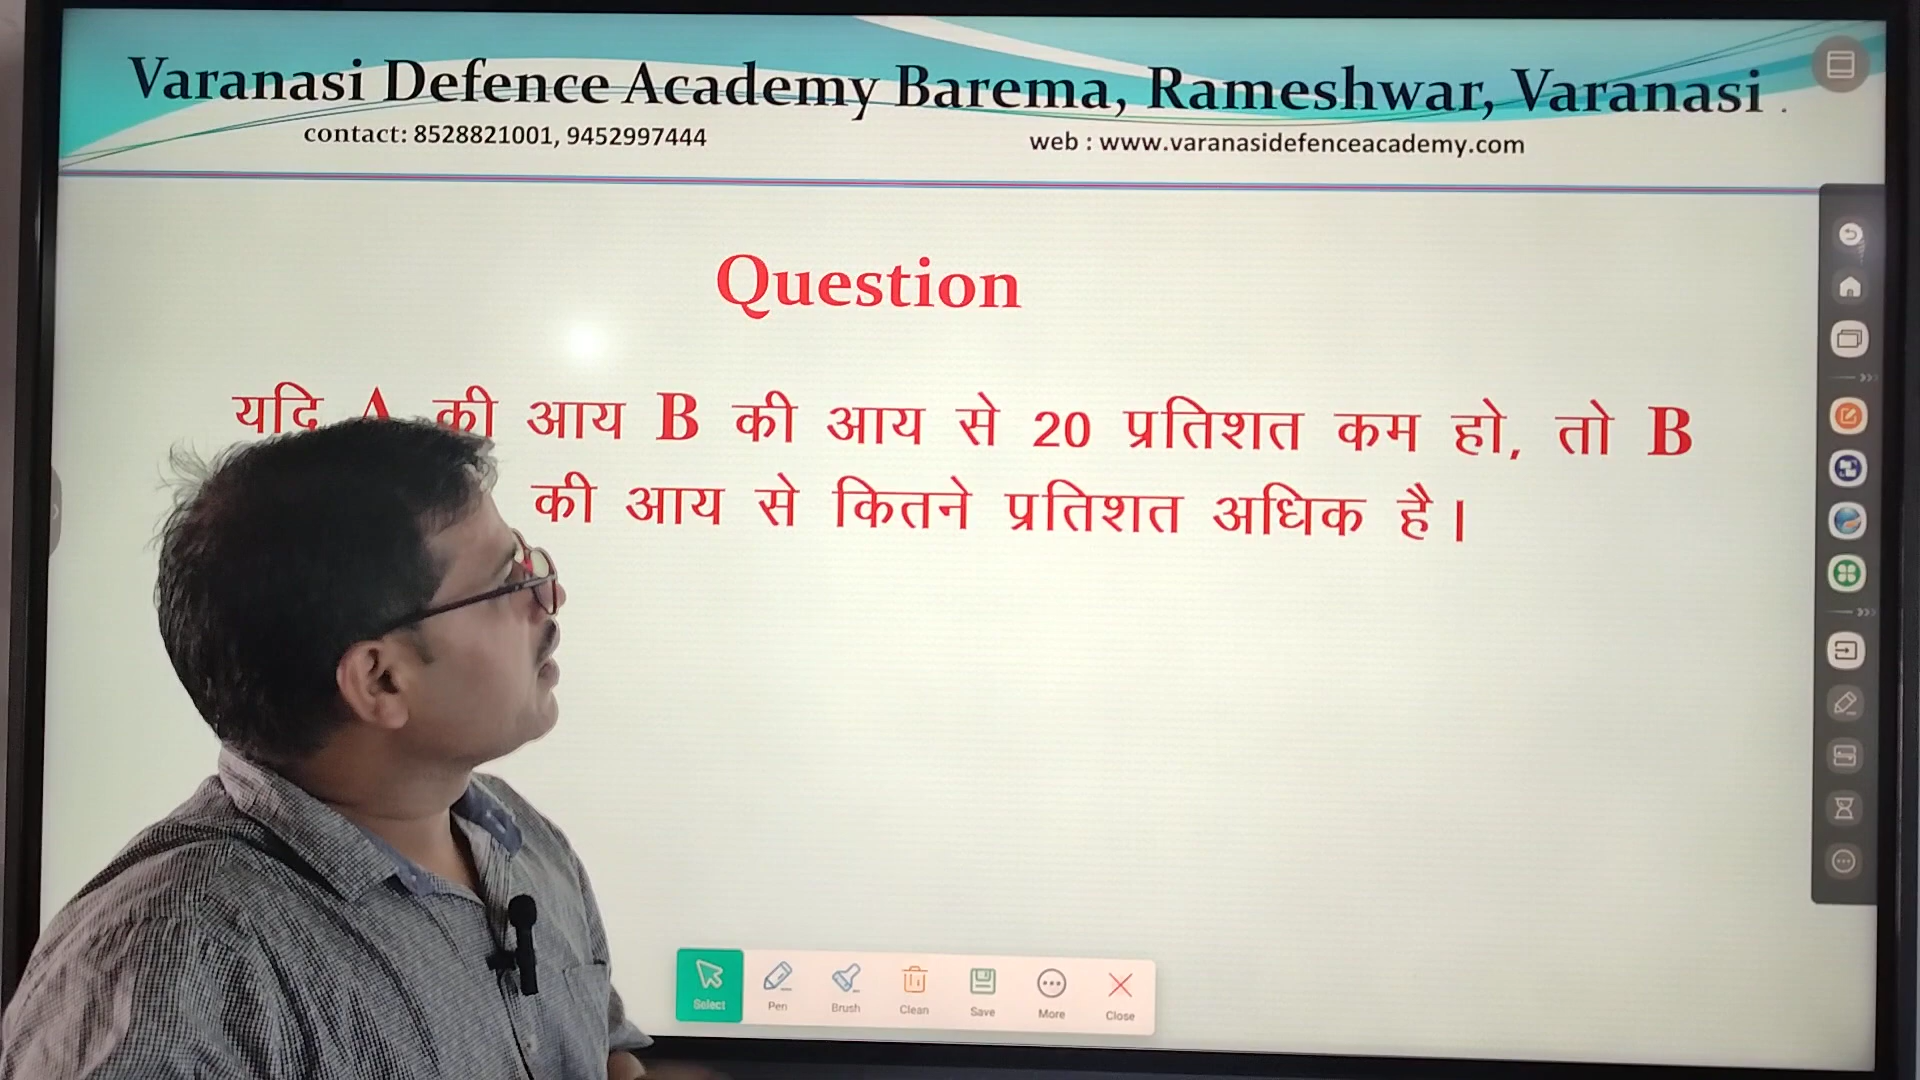 Varanasi Defence Academy Barema, Rameshwar, Varanasi .
contact: 8528821001, 9452997444
web : www.varanasidefenceacademy.com
Question
यदि A की आय B की आय से 20 प्रतिशत कम हो, तो B
की आय से कितने प्रतिशत अधिक है।
Select Pen Brush Clean Save More Close